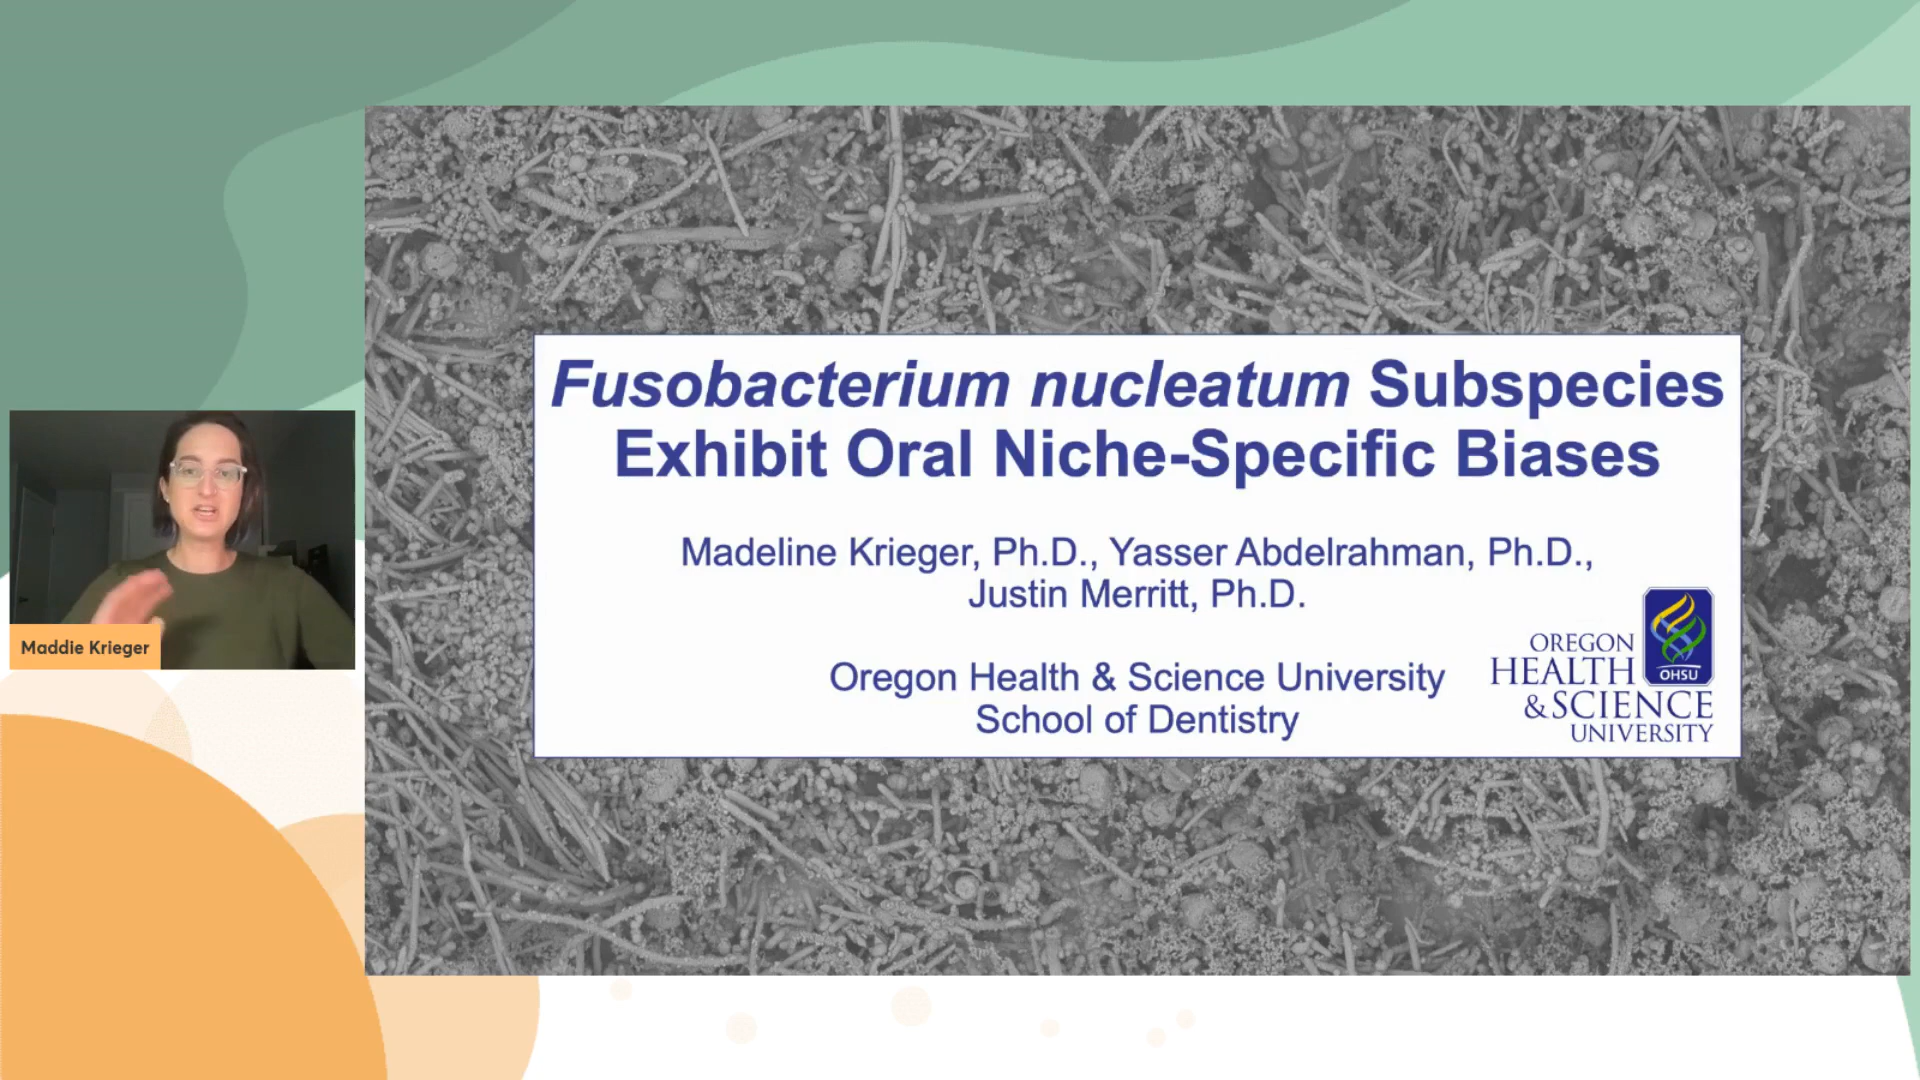 Fusobacterium nucleatum Subspecies
Exhibit Oral Niche-Specific Biases
Madeline Krieger, Ph.D., Yasser Abdelrahman, Ph.D.,
Justin Merritt, Ph.D.
Oregon Health & Science University
School of Dentistry
OREGON
HEALTH
& SCIENCE
UNIVERSITY
OHSU
Maddie Krieger